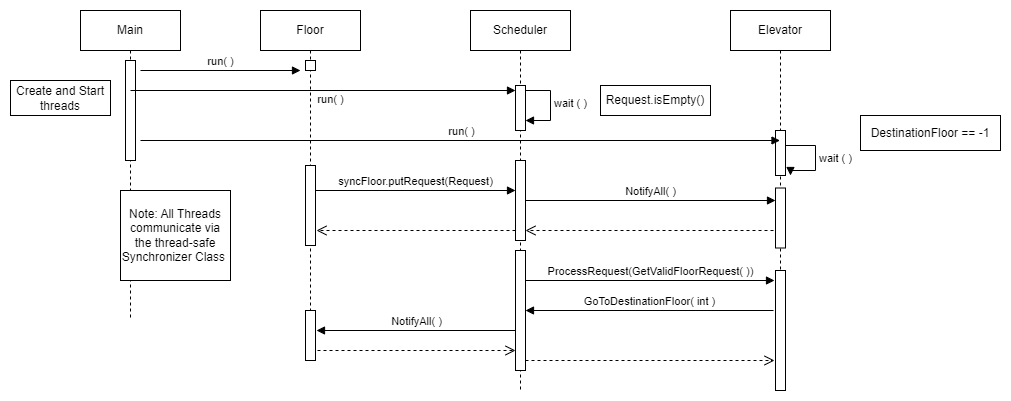 Main
Floor
Scheduler
Elevator
run( )
Create and Start
threads
run( )
wait ( )
Request.isEmpty()
run( )
DestinationFloor == -1
wait ( )
syncFloor.putRequest(Request)
NotifyAll( )
Note: All Threads
communicate via
the thread-safe
Synchronizer Class
ProcessRequest(GetValidFloorRequest( ))
GoToDestinationFloor( int )
NotifyAll( )